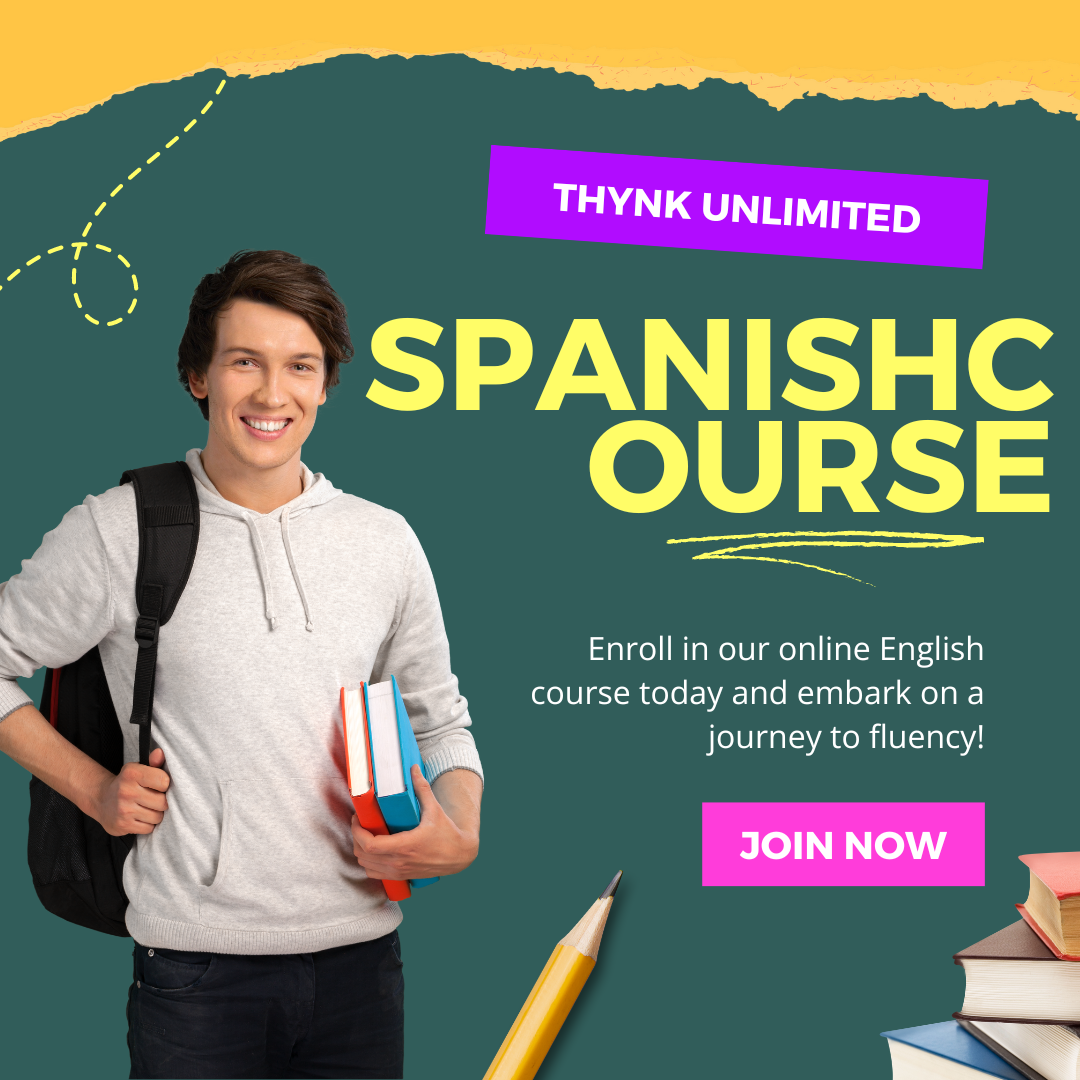 THYNK UNLIMITED
SPANISHC
OURSE
Enroll in our online English
course today and embark on a
journey to fluency!
JOIN NOW